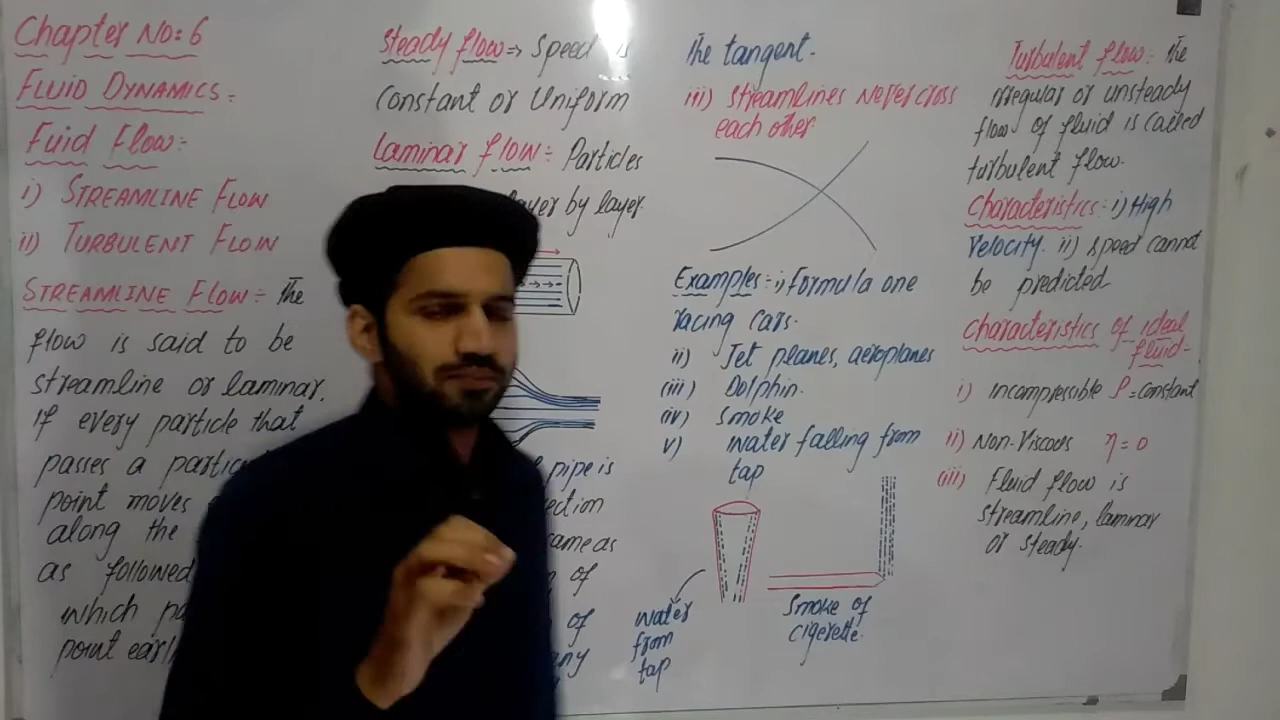 Chapter No: 6
FLUID DYNAMICS:
Fuid Flow:
i) STREAMLINE FLOW
ii) TURBULENT FLOW
STREAMLINE FLOW: The
flow is said to be
streamline or laminar,
if every particle that
passes a
point moves
along the
as followed
which
point
Steady flow ⇒ Speed is
Constant or Uniform
Laminar flow: Particles
layer by layer
pipe is
same as
of
of
any
the tangent.
iii) Streamlines never cross
each other.
Examples: i) Formula one
racing cars.
ii) Jet planes, aeroplanes
(iii) Dolphin.
(iv) Smoke
v) water falling from
tap
water
from
tap
Smoke of
cigerette.
Turbulent flow: The
irregular or unsteady
flow of fluid is called
turbulent flow.
Characteristics: i) High
velocity. ii) speed cannot
be predicted
Characteristics of ideal
fluid-
i) incompressible ρ = constant
ii) Non-Viscous η = 0
(iii) Fluid flow is
streamline, laminar
or steady.